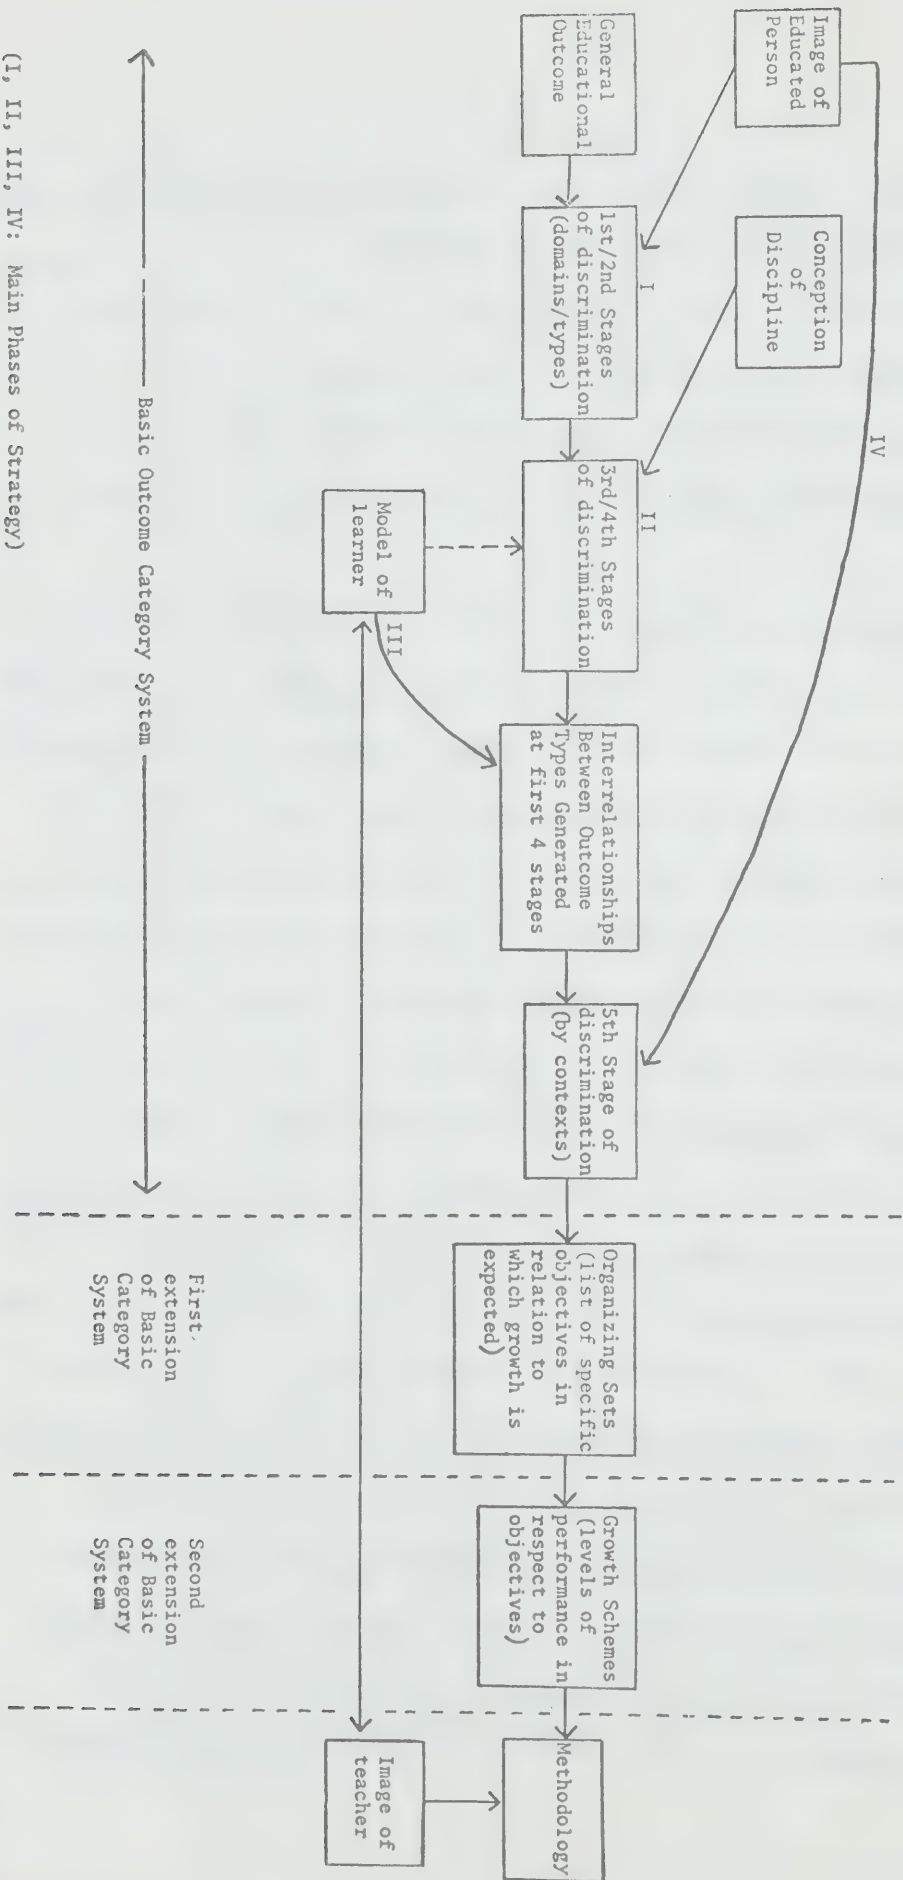 Image of
Educated
Person
Conception
of
Discipline
IV
General
Educational
Outcome
I
1st/2nd Stages
of discrimination
(domains/types)
II
3rd/4th Stages
of discrimination
Interrelationships
Between Outcome
Types Generated
at first 4 stages
5th Stage of
discrimination
(by contexts)
Organizing Sets
(list of specific
objectives in
relation to
which growth is
expected)
Growth Schemes
(levels of
performance in
respect to
objectives)
Methodology
Model of
learner
III
Image of
teacher
Basic Outcome Category System
First
extension
of Basic
Category
System
Second
extension
of Basic
Category
System
(I, II, III, IV: Main Phases of Strategy)